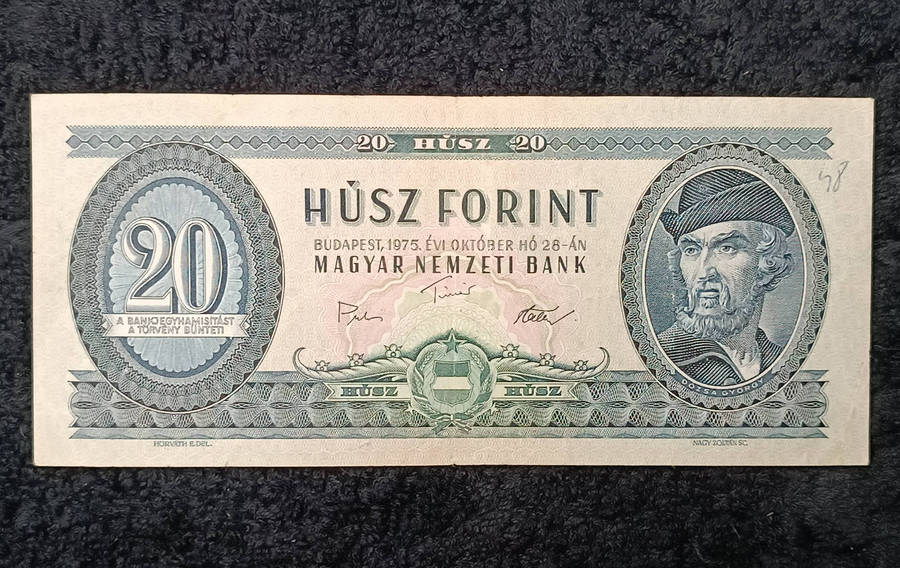 20 HÚSZ 20
HÚSZ FORINT
BUDAPEST, 1975. ÉVI OKTÓBER HÓ 28-ÁN
MAGYAR NEMZETI BANK
20
A BANKJEGYHAMISÍTÁST
A TÖRVÉNY BÜNTETI
48
DÓZSA GYÖRGY
HÚSZ HÚSZ
HORVÁTH E. DEL. NAGY ZOLTÁN SC.